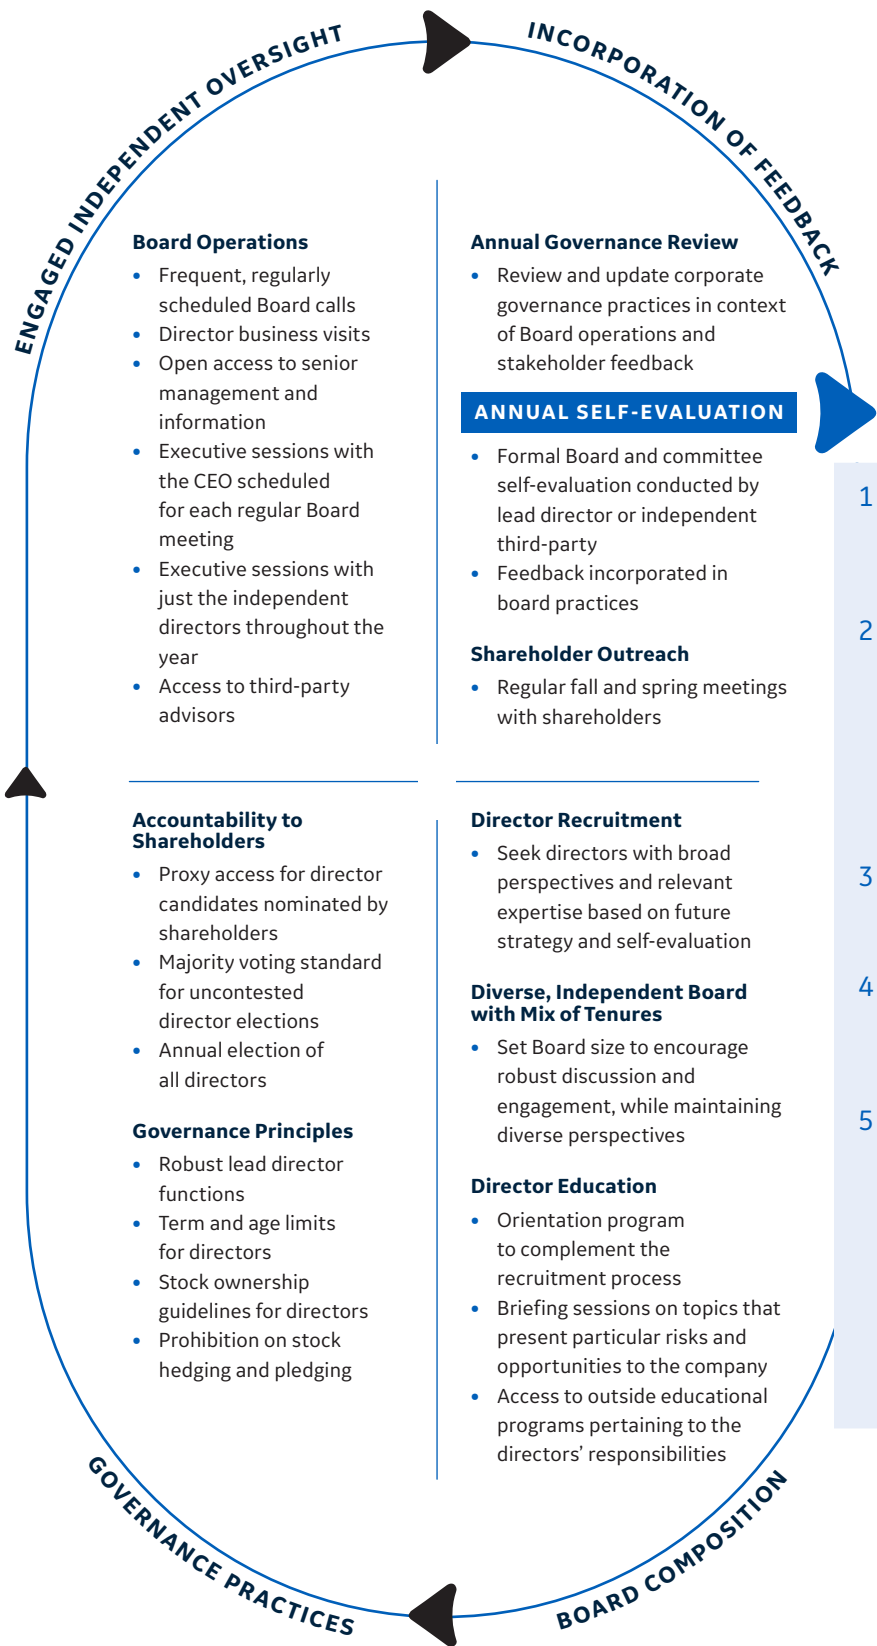 ENGAGED INDEPENDENT OVERSIGHT
INCORPORATION OF FEEDBACK
Board Operations
• Frequent, regularly
scheduled Board calls
• Director business visits
• Open access to senior
management and
information
• Executive sessions with
the CEO scheduled
for each regular Board
meeting
• Executive sessions with
just the independent
directors throughout the
year
• Access to third-party
advisors
Annual Governance Review
• Review and update corporate
governance practices in context
of Board operations and
stakeholder feedback
ANNUAL SELF-EVALUATION
• Formal Board and committee
self-evaluation conducted by
lead director or independent
third-party
• Feedback incorporated in
board practices
Shareholder Outreach
• Regular fall and spring meetings
with shareholders
1
2
3
4
5
Accountability to
Shareholders
• Proxy access for director
candidates nominated by
shareholders
• Majority voting standard
for uncontested
director elections
• Annual election of
all directors
Governance Principles
• Robust lead director
functions
• Term and age limits
for directors
• Stock ownership
guidelines for directors
• Prohibition on stock
hedging and pledging
Director Recruitment
• Seek directors with broad
perspectives and relevant
expertise based on future
strategy and self-evaluation
Diverse, Independent Board
with Mix of Tenures
• Set Board size to encourage
robust discussion and
engagement, while maintaining
diverse perspectives
Director Education
• Orientation program
to complement the
recruitment process
• Briefing sessions on topics that
present particular risks and
opportunities to the company
• Access to outside educational
programs pertaining to the
directors’ responsibilities
GOVERNANCE PRACTICES
BOARD COMPOSITION